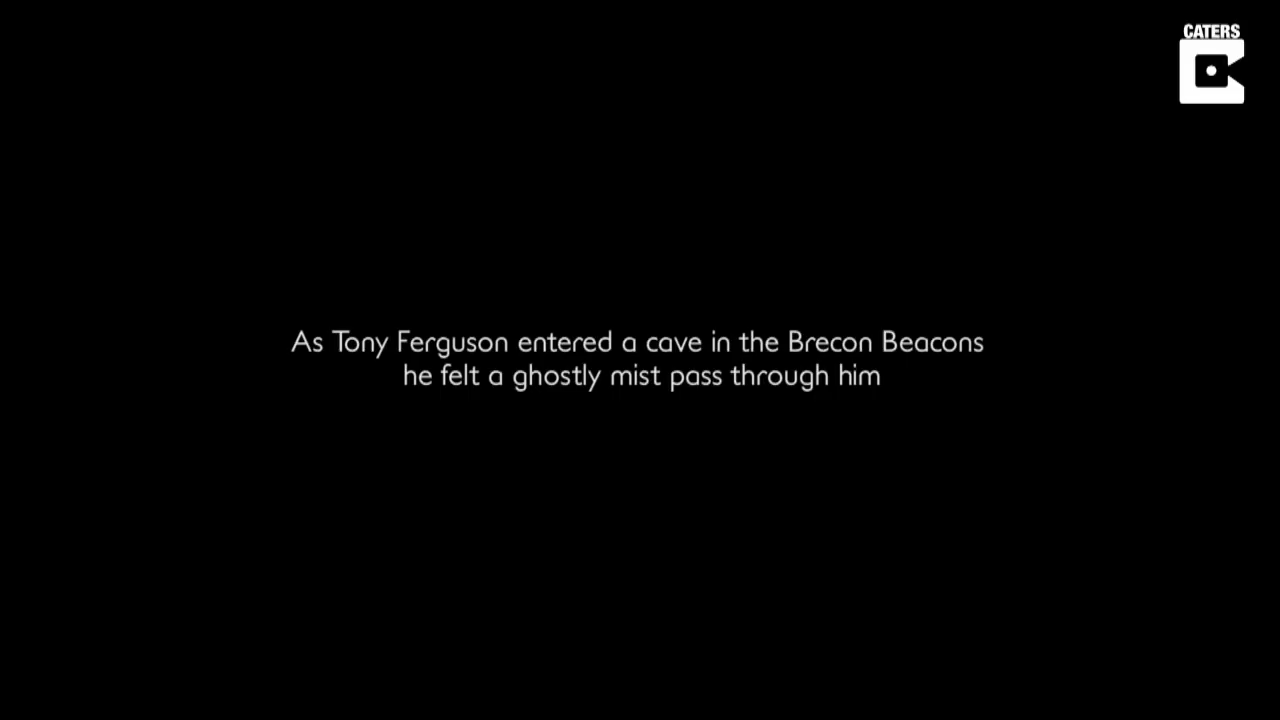 CATERS
As Tony Ferguson entered a cave in the Brecon Beacons
he felt a ghostly mist pass through him